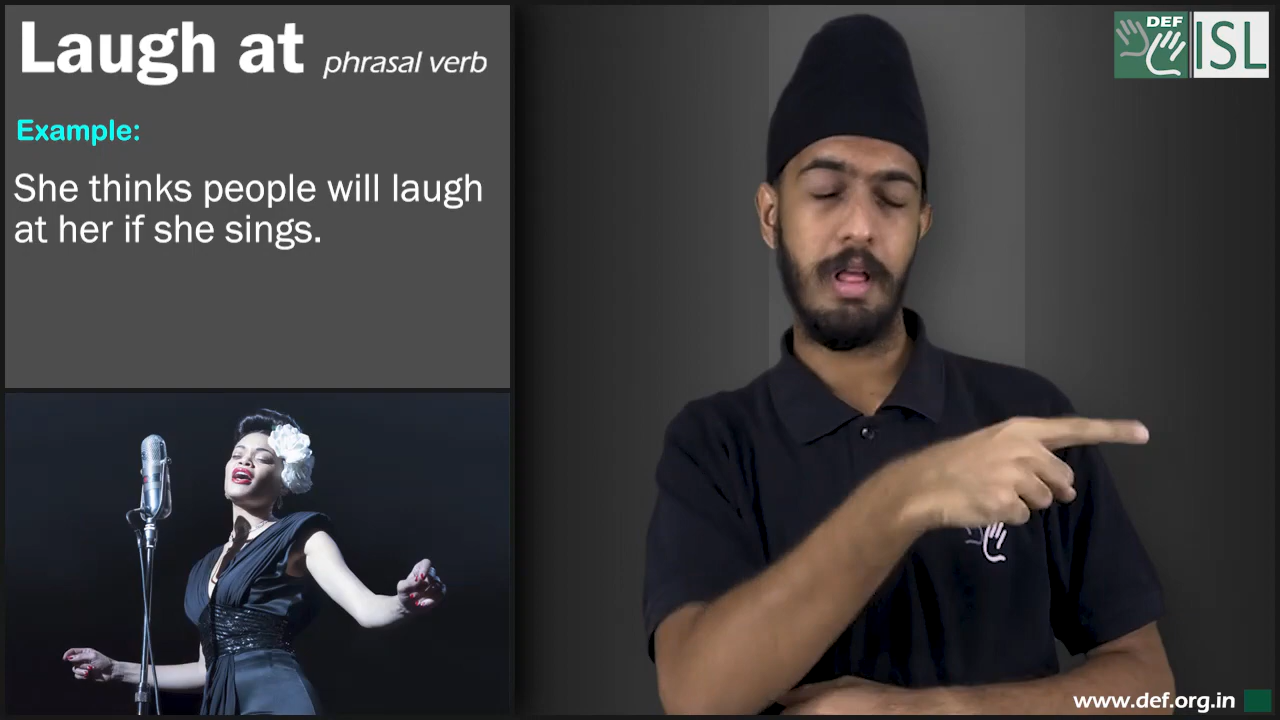 Laugh at phrasal verb
Example:
She thinks people will laugh
at her if she sings.
DEF
ISL
www.def.org.in